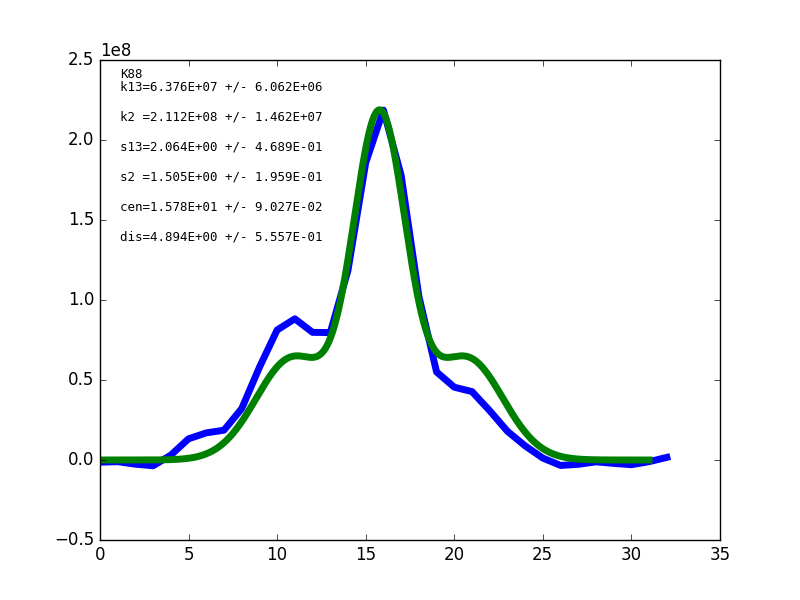 1e8
2.5
2.0
1.5
1.0
0.5
0.0
−0.5
K88
k13=6.376E+07 +/- 6.062E+06
k2 =2.112E+08 +/- 1.462E+07
s13=2.064E+00 +/- 4.689E-01
s2 =1.505E+00 +/- 1.959E-01
cen=1.578E+01 +/- 9.027E-02
dis=4.894E+00 +/- 5.557E-01
0 5 10 15 20 25 30 35